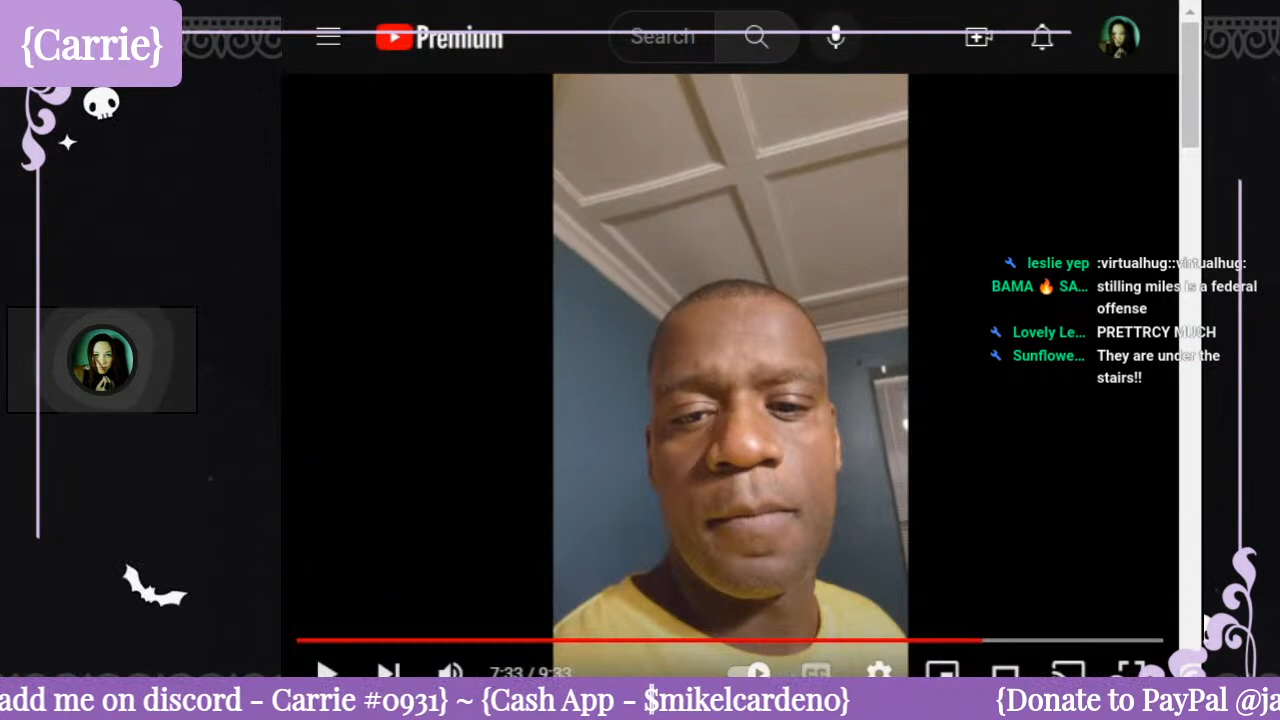 {Carrie}
Premium
Search
leslie yep :virtualhug::virtualhug:
BAMA 🔥 SA... stilling miles is a federal
offense
Lovely Le... PRETTRCY MUCH
Sunflowe... They are under the
stairs!!
7:33 / 9:33
CC
add me on discord - Carrie #0931} ~ {Cash App - $mikelcardeno} {Donate to PayPal @ja